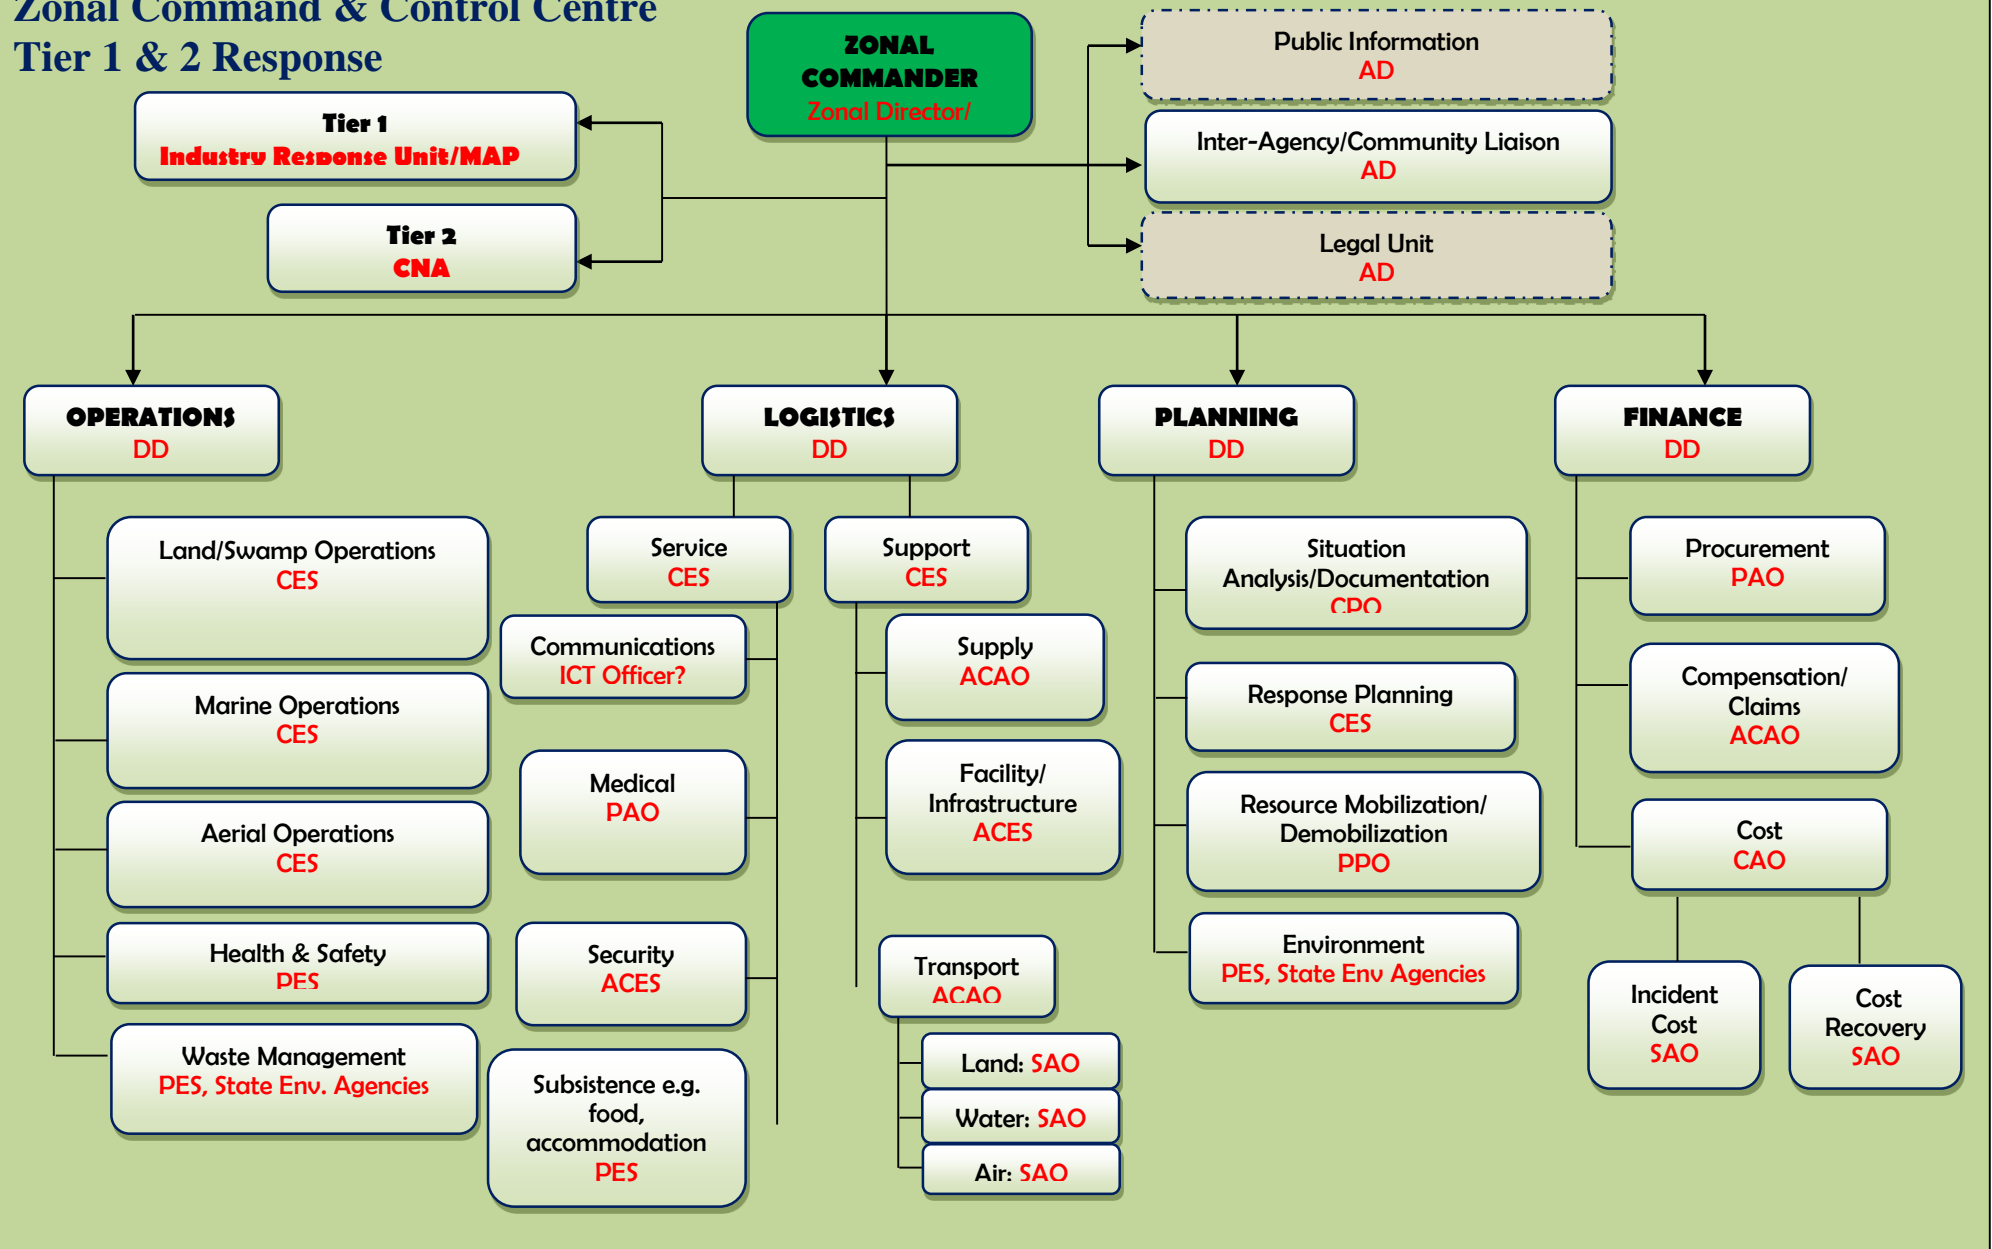 Zonal Command & Control Centre
Tier 1 & 2 Response
ZONAL
COMMANDER
Zonal Director/
Public Information
AD
Tier 1
Industry Response Unit/MAP
Inter-Agency/Community Liaison
AD
Tier 2
CNA
Legal Unit
AD
OPERATIONS
DD
LOGISTICS
DD
PLANNING
DD
FINANCE
DD
Land/Swamp Operations
CES
Marine Operations
CES
Aerial Operations
CES
Health & Safety
PES
Waste Management
PES, State Env. Agencies
Service
CES
Communications
ICT Officer?
Medical
PAO
Security
ACES
Subsistence e.g.
food,
accommodation
PES
Support
CES
Supply
ACAO
Facility/
Infrastructure
ACES
Transport
ACAO
Land: SAO
Water: SAO
Air: SAO
Situation
Analysis/Documentation
CPO
Response Planning
CES
Resource Mobilization/
Demobilization
PPO
Environment
PES, State Env Agencies
Procurement
PAO
Compensation/
Claims
ACAO
Cost
CAO
Incident
Cost
SAO
Cost
Recovery
SAO